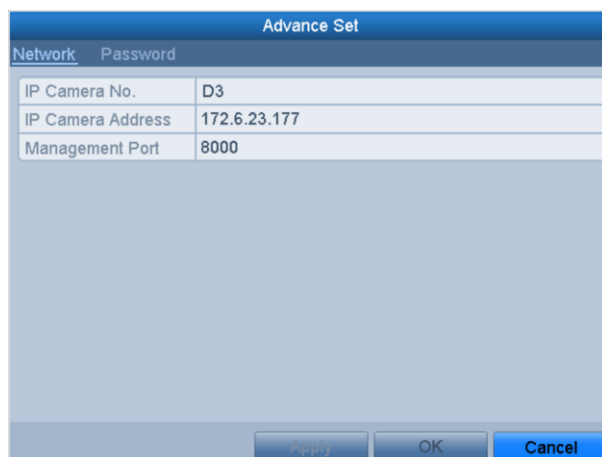 Advance Set
Network Password
IP Camera No. D3
IP Camera Address 172.6.23.177
Management Port 8000
Apply OK Cancel